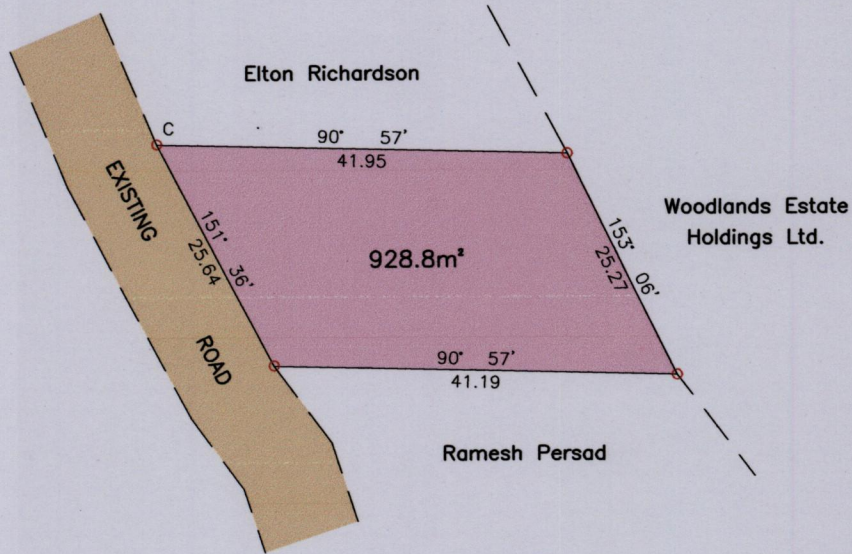 Elton Richardson
C
90° 57'
41.95
EXISTING
ROAD
151° 36'
25.64
928.8m²
153° 06'
25.27
Woodlands Estate
Holdings Ltd.
90° 57'
41.19
Ramesh Persad